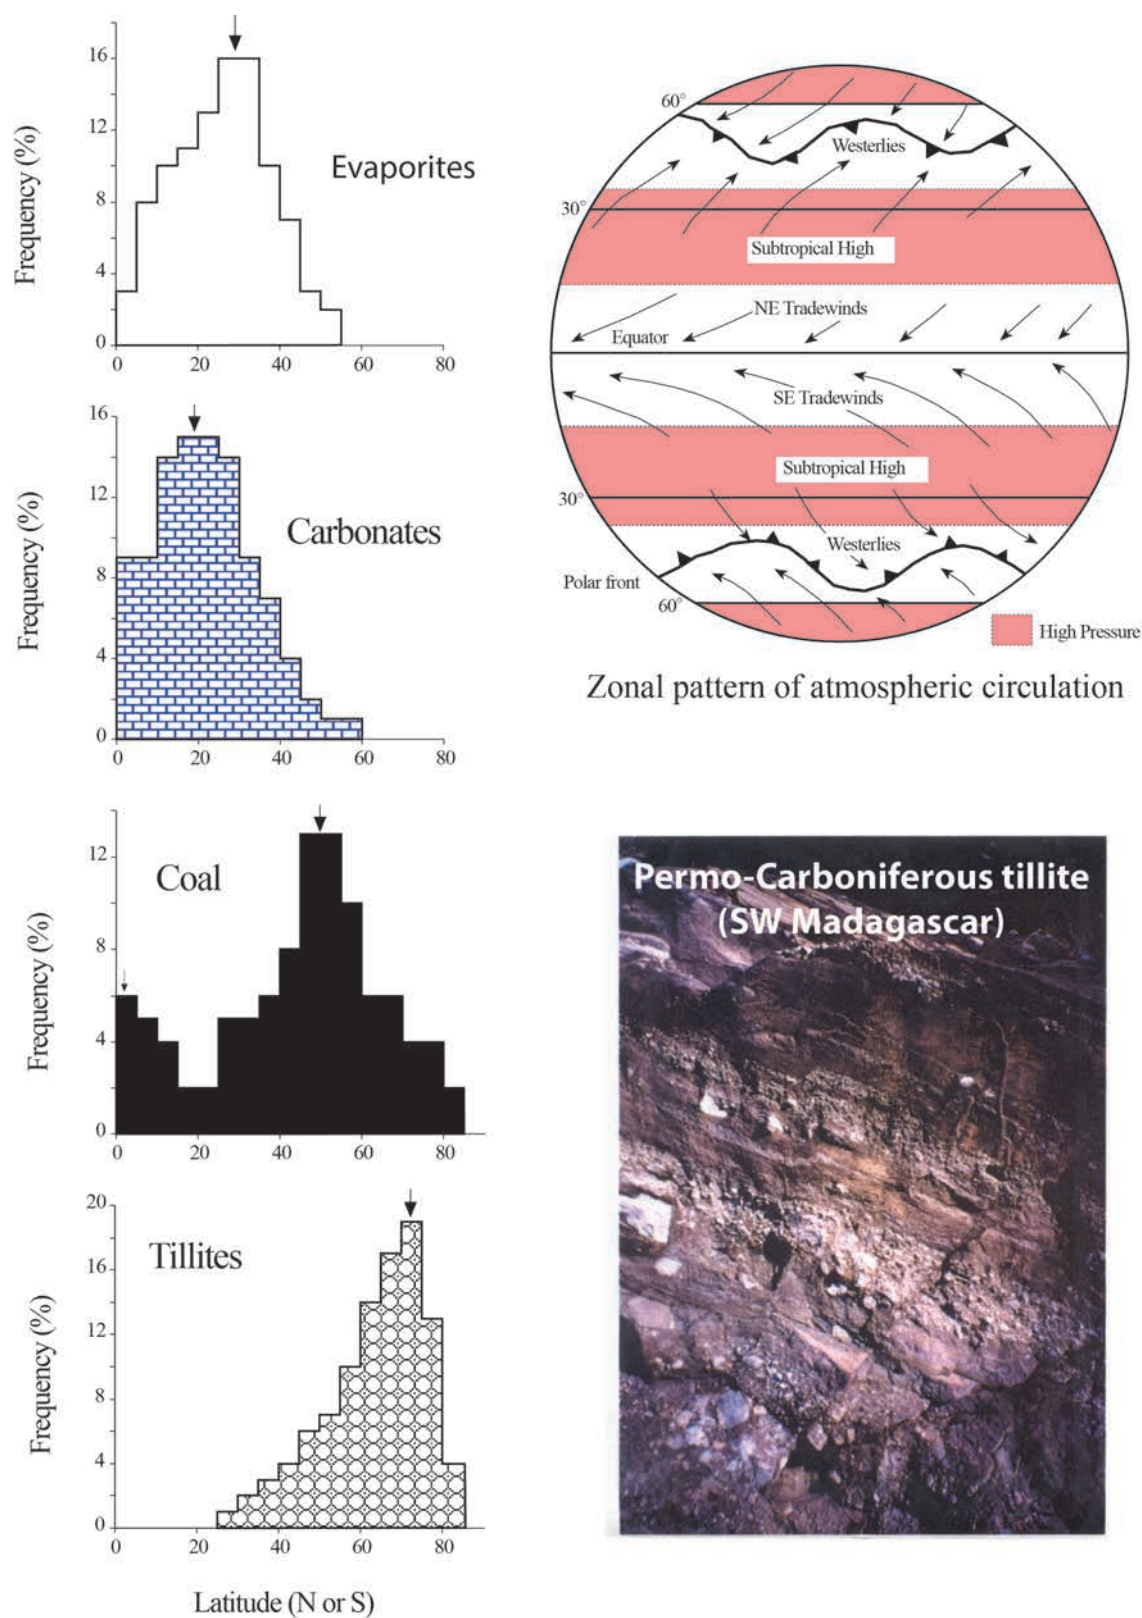 16
12
8
4
0
Frequency (%)
Evaporites
0 20 40 60 80
16
12
8
4
0
Frequency (%)
Carbonates
0 20 40 60 80
12
8
4
0
Frequency (%)
Coal
0 20 40 60 80
20
16
12
8
4
0
Frequency (%)
Tillites
0 20 40 60 80
Latitude (N or S)
60°
Westerlies
30°
Subtropical High
NE Tradewinds
Equator
SE Tradewinds
Subtropical High
30°
Westerlies
Polar front
60°
High Pressure
Zonal pattern of atmospheric circulation
Permo-Carboniferous tillite
(SW Madagascar)